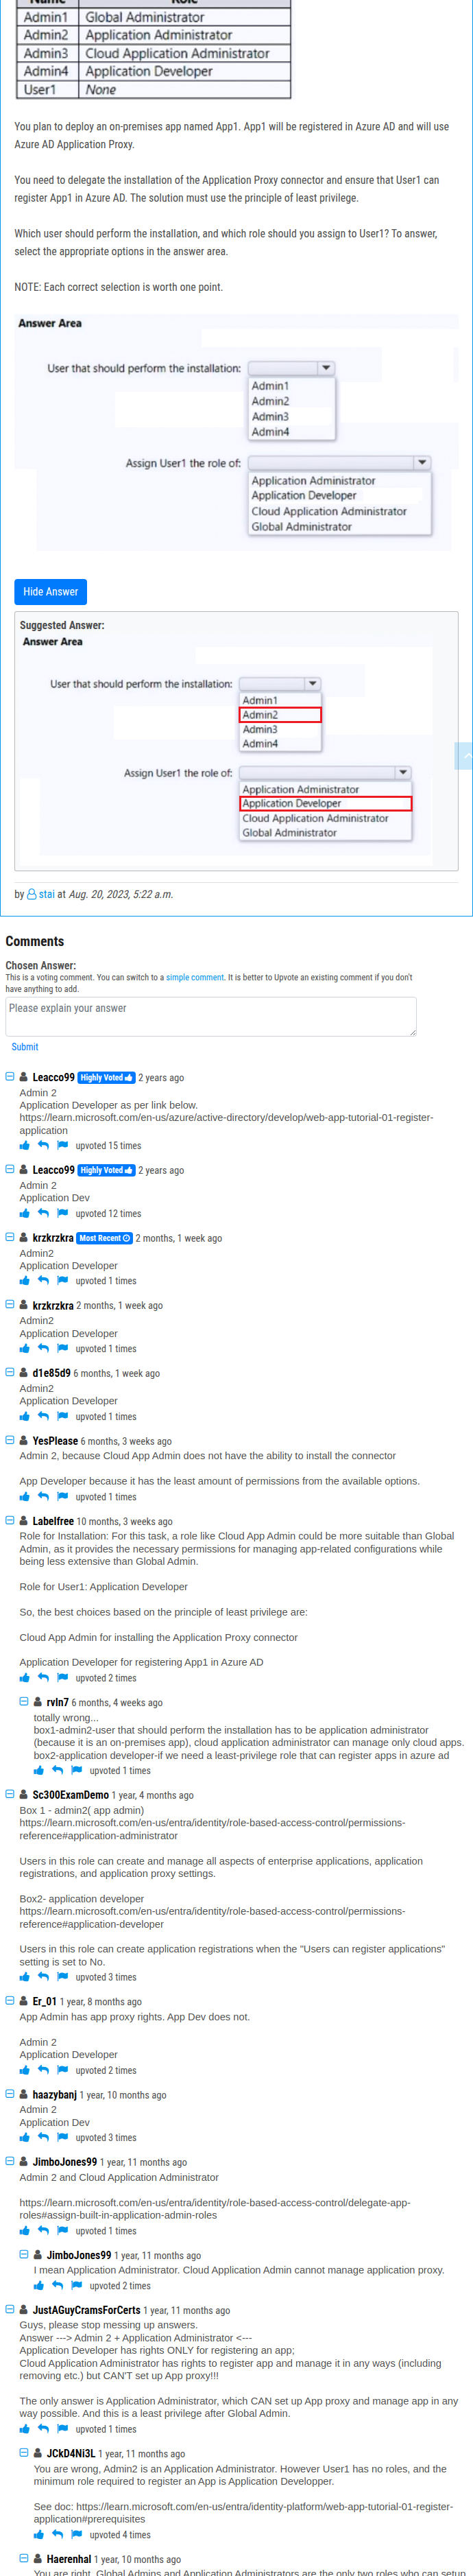 Name Role
Admin1 Global Administrator
Admin2 Application Administrator
Admin3 Cloud Application Administrator
Admin4 Application Developer
User1 None
You plan to deploy an on-premises app named App1. App1 will be registered in Azure AD and will use
Azure AD Application Proxy.
You need to delegate the installation of the Application Proxy connector and ensure that User1 can
register App1 in Azure AD. The solution must use the principle of least privilege.
Which user should perform the installation, and which role should you assign to User1? To answer,
select the appropriate options in the answer area.
NOTE: Each correct selection is worth one point.
Answer Area
User that should perform the installation:
Admin1
Admin2
Admin3
Admin4
Assign User1 the role of:
Application Administrator
Application Developer
Cloud Application Administrator
Global Administrator
Hide Answer
Suggested Answer:
Answer Area
User that should perform the installation:
Admin1
Admin2
Admin3
Admin4
Assign User1 the role of:
Application Administrator
Application Developer
Cloud Application Administrator
Global Administrator
by stai at Aug. 20, 2023, 5:22 a.m.
Comments
Chosen Answer:
This is a voting comment. You can switch to a simple comment. It is better to Upvote an existing comment if you don't
have anything to add.
Please explain your answer
Submit
Leacco99 Highly Voted 2 years ago
Admin 2
Application Developer as per link below.
https://learn.microsoft.com/en-us/azure/active-directory/develop/web-app-tutorial-01-register-
application
upvoted 15 times
Leacco99 Highly Voted 2 years ago
Admin 2
Application Dev
upvoted 12 times
krzkrzkra Most Recent 2 months, 1 week ago
Admin2
Application Developer
upvoted 1 times
krzkrzkra 2 months, 1 week ago
Admin2
Application Developer
upvoted 1 times
d1e85d9 6 months, 1 week ago
Admin2
Application Developer
upvoted 1 times
YesPlease 6 months, 3 weeks ago
Admin 2, because Cloud App Admin does not have the ability to install the connector
App Developer because it has the least amount of permissions from the available options.
upvoted 1 times
Labelfree 10 months, 3 weeks ago
Role for Installation: For this task, a role like Cloud App Admin could be more suitable than Global
Admin, as it provides the necessary permissions for managing app-related configurations while
being less extensive than Global Admin.
Role for User1: Application Developer
So, the best choices based on the principle of least privilege are:
Cloud App Admin for installing the Application Proxy connector
Application Developer for registering App1 in Azure AD
upvoted 2 times
rvln7 6 months, 4 weeks ago
totally wrong...
box1-admin2-user that should perform the installation has to be application administrator
(because it is an on-premises app), cloud application administrator can manage only cloud apps.
box2-application developer-if we need a least-privilege role that can register apps in azure ad
upvoted 1 times
Sc300ExamDemo 1 year, 4 months ago
Box 1 - admin2( app admin)
https://learn.microsoft.com/en-us/entra/identity/role-based-access-control/permissions-
reference#application-administrator
Users in this role can create and manage all aspects of enterprise applications, application
registrations, and application proxy settings.
Box2- application developer
https://learn.microsoft.com/en-us/entra/identity/role-based-access-control/permissions-
reference#application-developer
Users in this role can create application registrations when the "Users can register applications"
setting is set to No.
upvoted 3 times
Er_01 1 year, 8 months ago
App Admin has app proxy rights. App Dev does not.
Admin 2
Application Developer
upvoted 2 times
haazybanj 1 year, 10 months ago
Admin 2
Application Dev
upvoted 3 times
JimboJones99 1 year, 11 months ago
Admin 2 and Cloud Application Administrator
https://learn.microsoft.com/en-us/entra/identity/role-based-access-control/delegate-app-
roles#assign-built-in-application-admin-roles
upvoted 1 times
JimboJones99 1 year, 11 months ago
I mean Application Administrator. Cloud Application Admin cannot manage application proxy.
upvoted 2 times
JustAGuyCramsForCerts 1 year, 11 months ago
Guys, please stop messing up answers.
Answer ---> Admin 2 + Application Administrator <---
Application Developer has rights ONLY for registering an app;
Cloud Application Administrator has rights to register app and manage it in any ways (including
removing etc.) but CAN'T set up App proxy!!!
The only answer is Application Administrator, which CAN set up App proxy and manage app in any
way possible. And this is a least privilege after Global Admin.
upvoted 1 times
JCkD4Ni3L 1 year, 11 months ago
You are wrong, Admin2 is an Application Administrator. However User1 has no roles, and the
minimum role required to register an App is Application Developper.
See doc: https://learn.microsoft.com/en-us/entra/identity-platform/web-app-tutorial-01-register-
application#prerequisites
upvoted 4 times
Haerenhal 1 year, 10 months ago
You are right. Global Admins and Application Administrators are the only two roles who can setup